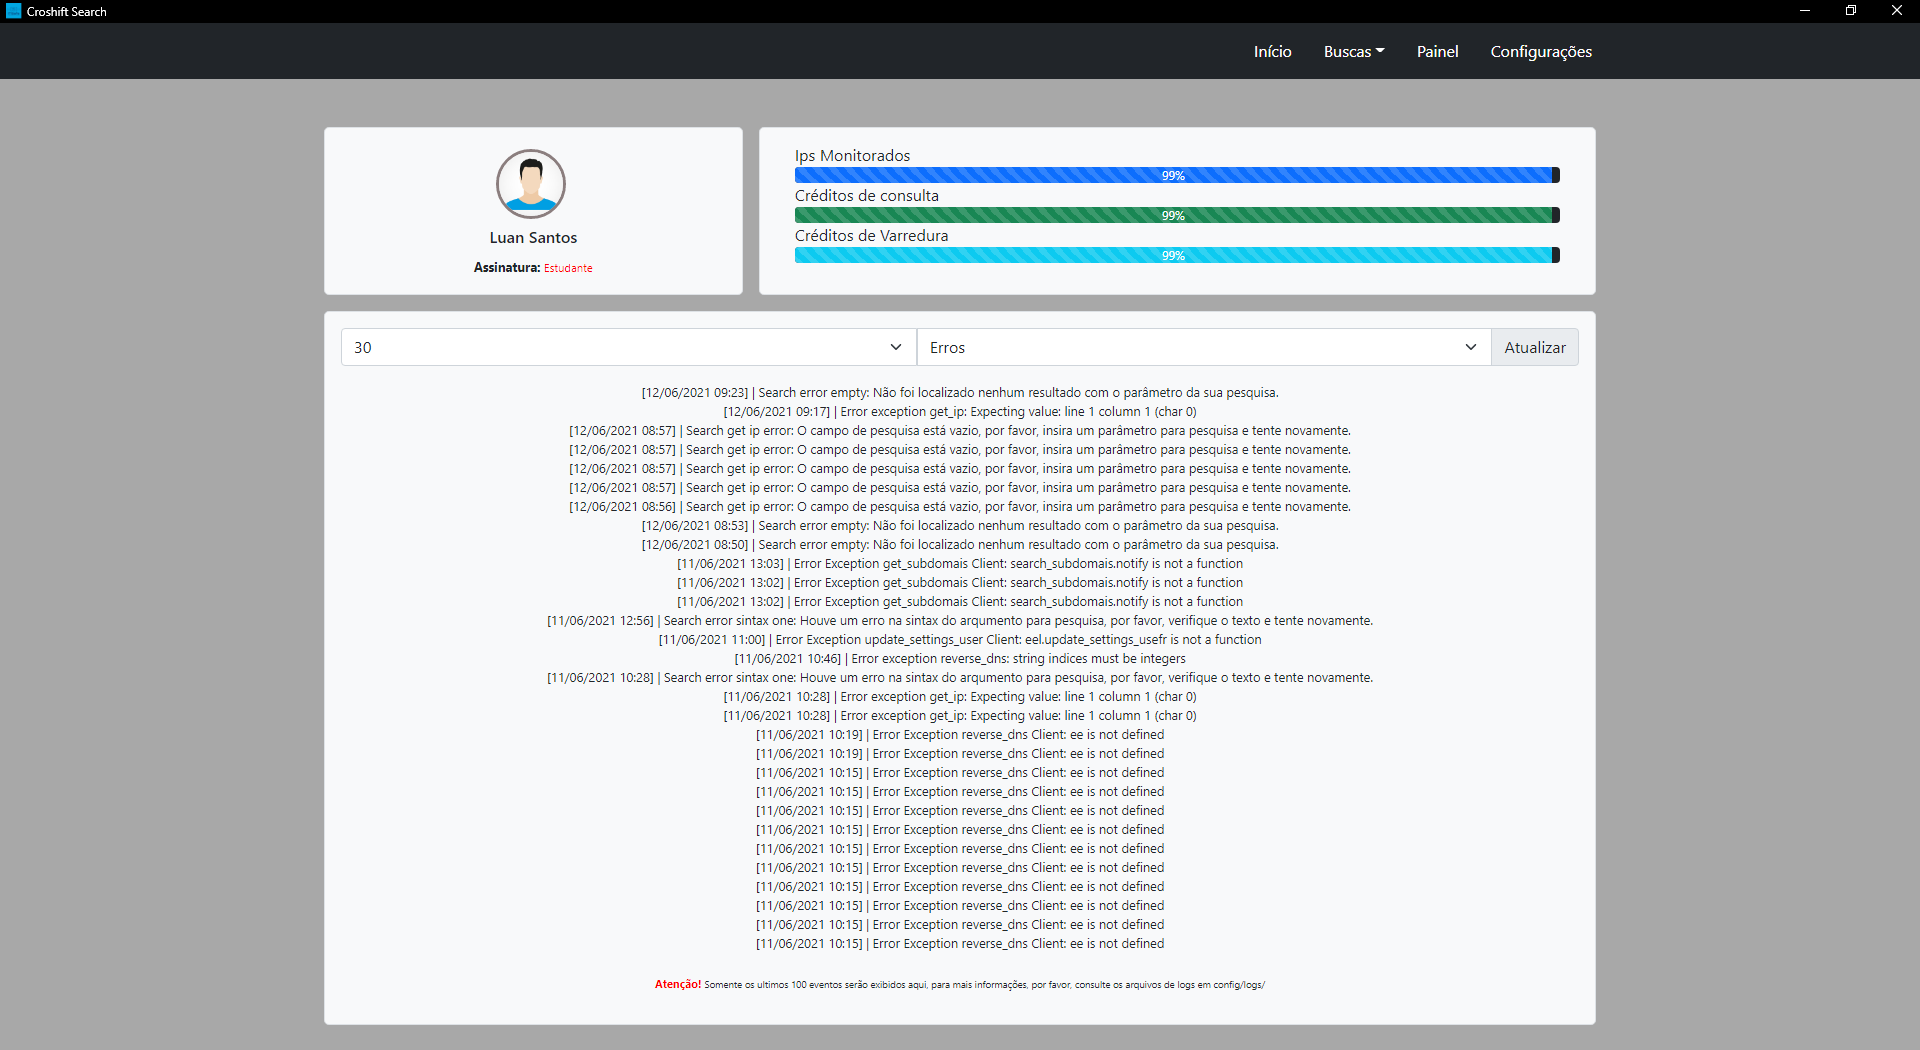 Croshift Search
Início Buscas Painel Configurações
Luan Santos
Assinatura: Estudante
Ips Monitorados
99%
Créditos de consulta
99%
Créditos de Varredura
99%
30 Erros Atualizar
[12/06/2021 09:23] | Search error empty: Não foi localizado nenhum resultado com o parâmetro da sua pesquisa.
[12/06/2021 09:17] | Error exception get_ip: Expecting value: line 1 column 1 (char 0)
[12/06/2021 08:57] | Search get ip error: O campo de pesquisa está vazio, por favor, insira um parâmetro para pesquisa e tente novamente.
[12/06/2021 08:57] | Search get ip error: O campo de pesquisa está vazio, por favor, insira um parâmetro para pesquisa e tente novamente.
[12/06/2021 08:57] | Search get ip error: O campo de pesquisa está vazio, por favor, insira um parâmetro para pesquisa e tente novamente.
[12/06/2021 08:57] | Search get ip error: O campo de pesquisa está vazio, por favor, insira um parâmetro para pesquisa e tente novamente.
[12/06/2021 08:56] | Search get ip error: O campo de pesquisa está vazio, por favor, insira um parâmetro para pesquisa e tente novamente.
[12/06/2021 08:53] | Search error empty: Não foi localizado nenhum resultado com o parâmetro da sua pesquisa.
[12/06/2021 08:50] | Search error empty: Não foi localizado nenhum resultado com o parâmetro da sua pesquisa.
[11/06/2021 13:03] | Error Exception get_subdomais Client: search_subdomais.notify is not a function
[11/06/2021 13:02] | Error Exception get_subdomais Client: search_subdomais.notify is not a function
[11/06/2021 13:02] | Error Exception get_subdomais Client: search_subdomais.notify is not a function
[11/06/2021 12:56] | Search error sintax one: Houve um erro na sintax do arqumento para pesquisa, por favor, verifique o texto e tente novamente.
[11/06/2021 11:00] | Error Exception update_settings_user Client: eel.update_settings_usefr is not a function
[11/06/2021 10:46] | Error exception reverse_dns: string indices must be integers
[11/06/2021 10:28] | Search error sintax one: Houve um erro na sintax do arqumento para pesquisa, por favor, verifique o texto e tente novamente.
[11/06/2021 10:28] | Error exception get_ip: Expecting value: line 1 column 1 (char 0)
[11/06/2021 10:28] | Error exception get_ip: Expecting value: line 1 column 1 (char 0)
[11/06/2021 10:19] | Error Exception reverse_dns Client: ee is not defined
[11/06/2021 10:19] | Error Exception reverse_dns Client: ee is not defined
[11/06/2021 10:15] | Error Exception reverse_dns Client: ee is not defined
[11/06/2021 10:15] | Error Exception reverse_dns Client: ee is not defined
[11/06/2021 10:15] | Error Exception reverse_dns Client: ee is not defined
[11/06/2021 10:15] | Error Exception reverse_dns Client: ee is not defined
[11/06/2021 10:15] | Error Exception reverse_dns Client: ee is not defined
[11/06/2021 10:15] | Error Exception reverse_dns Client: ee is not defined
[11/06/2021 10:15] | Error Exception reverse_dns Client: ee is not defined
[11/06/2021 10:15] | Error Exception reverse_dns Client: ee is not defined
[11/06/2021 10:15] | Error Exception reverse_dns Client: ee is not defined
[11/06/2021 10:15] | Error Exception reverse_dns Client: ee is not defined
Atenção! Somente os ultimos 100 eventos serão exibidos aqui, para mais informações, por favor, consulte os arquivos de logs em config/logs/